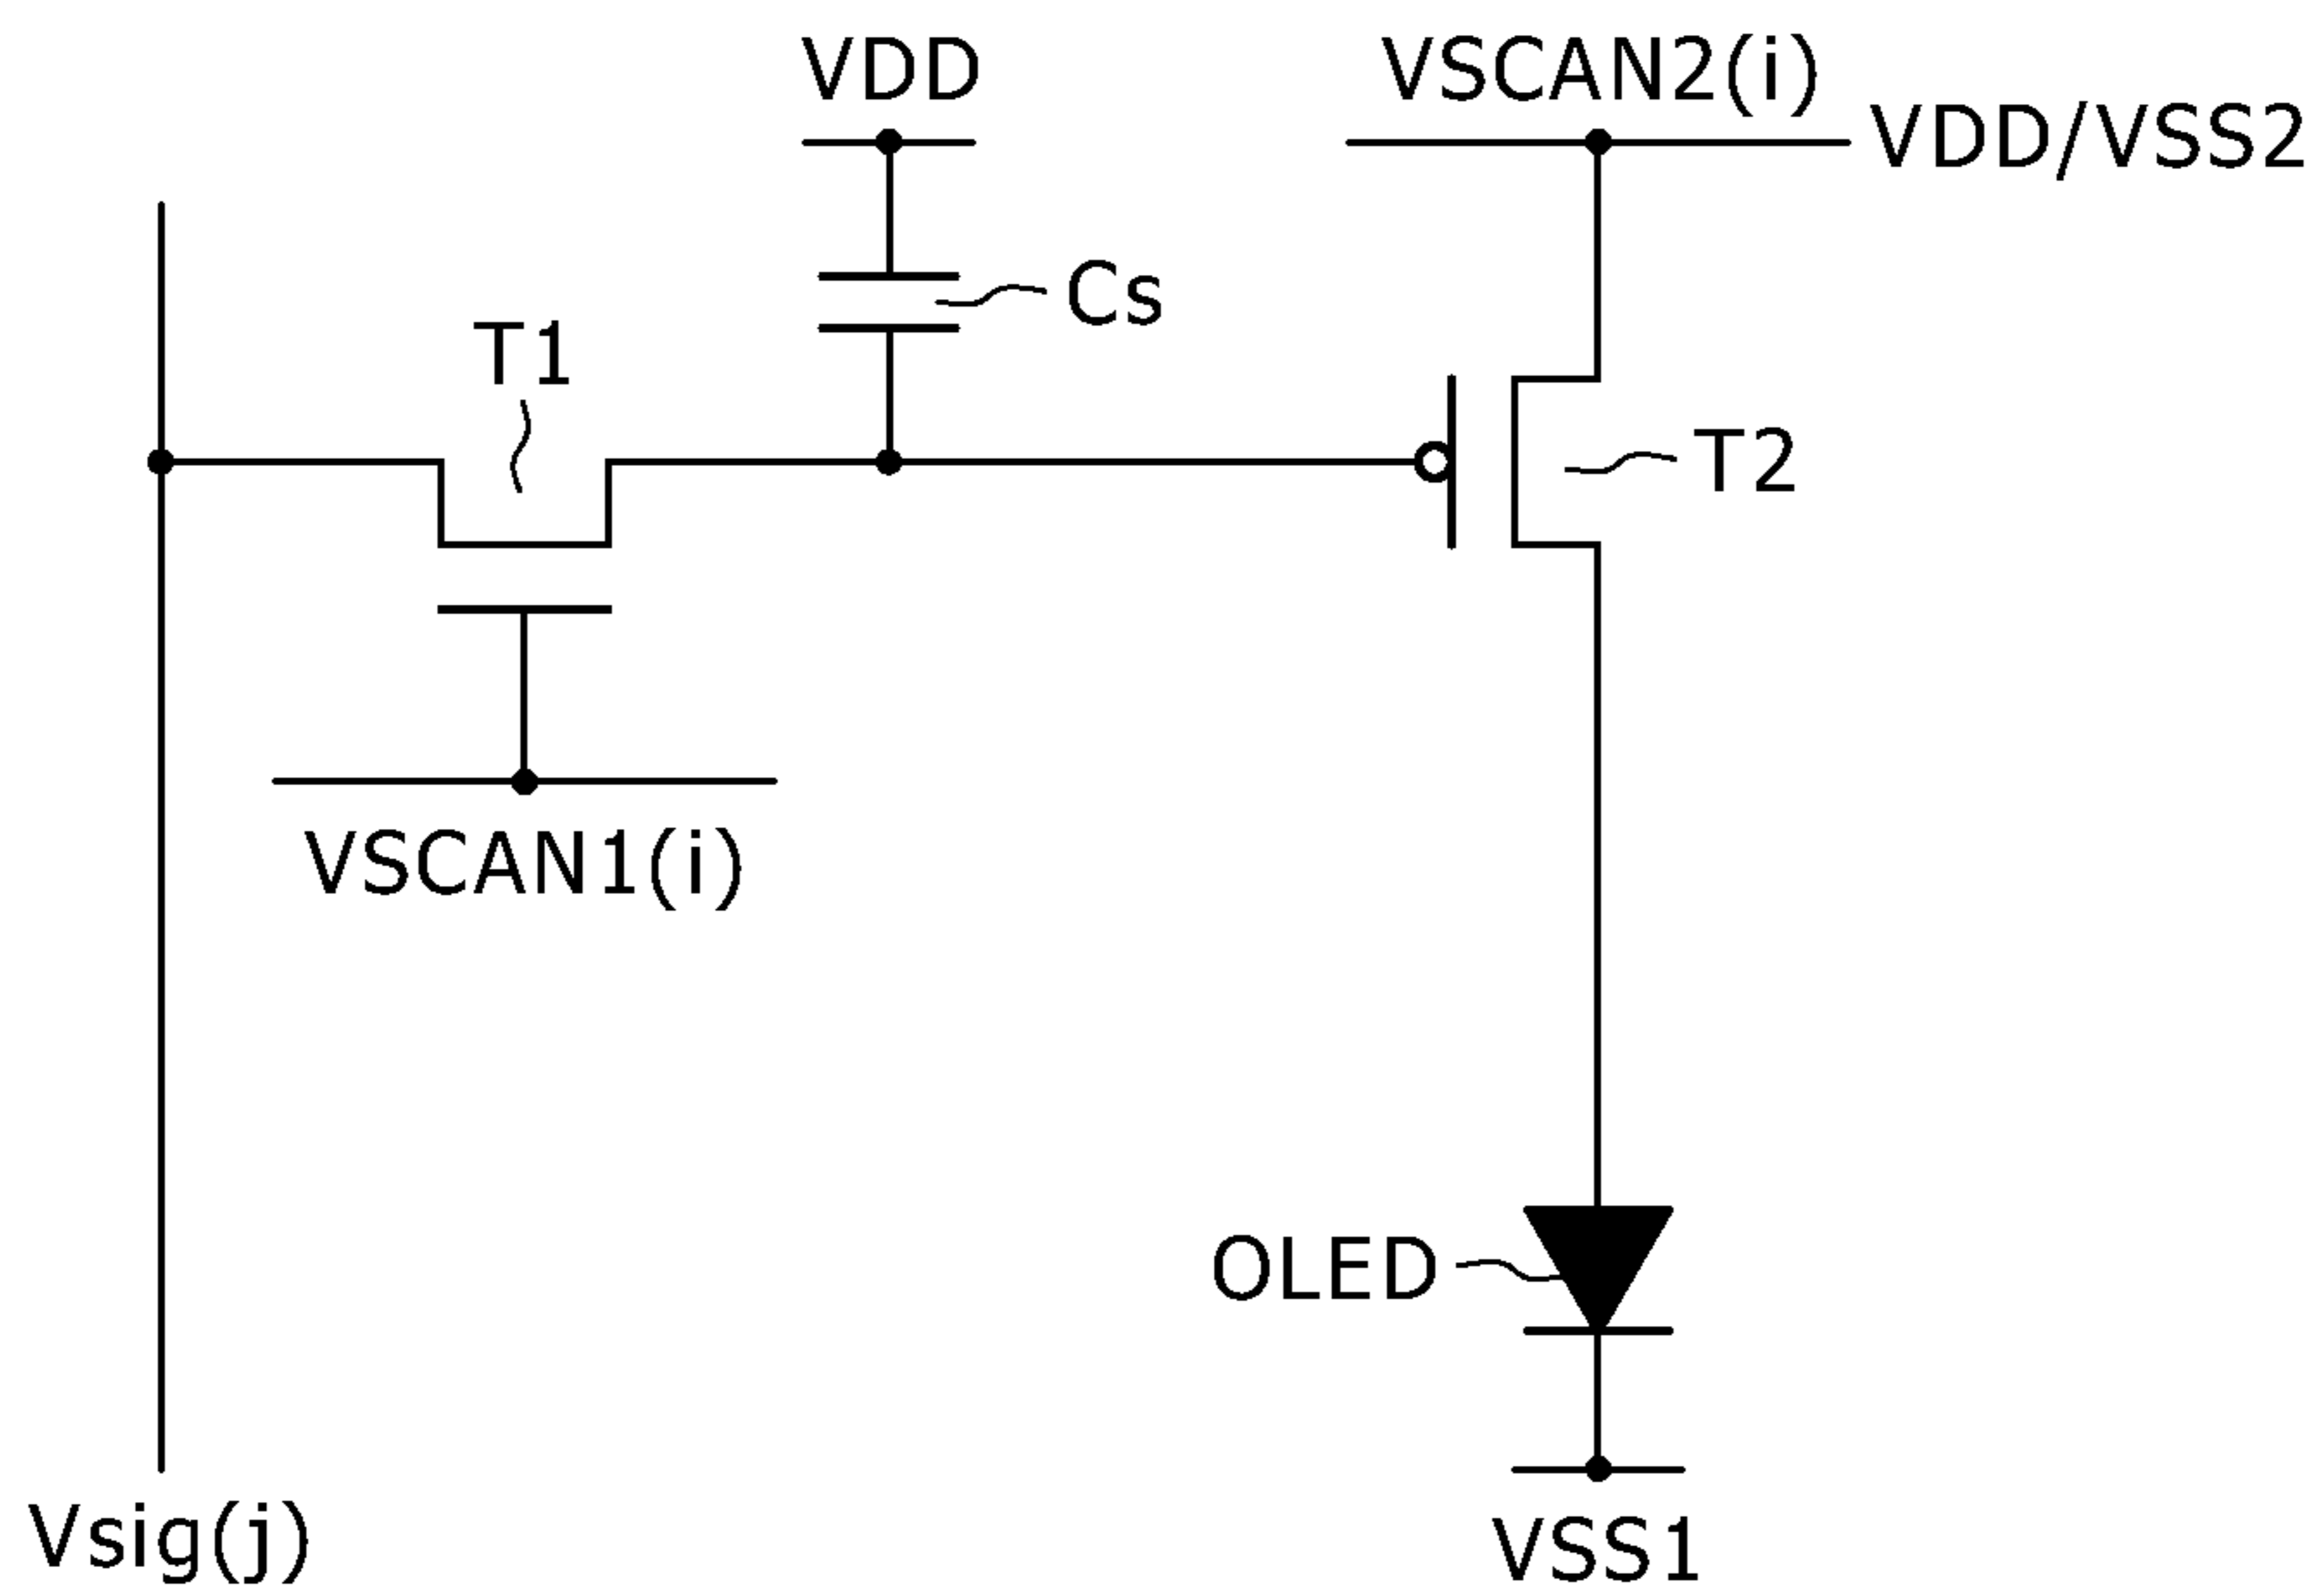 VDD
VSCAN2(i)
VDD/VSS2
Cs
T1
T2
VSCAN1(i)
OLED
Vsig(j)
VSS1